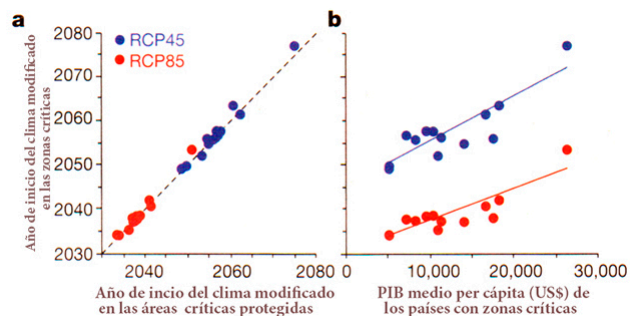 a
b
2080
2070
2060
2050
2040
2030
RCP45
RCP85
Año de inicio del clima modificado
en las zonas críticas
2040
2060
2080
0
10,000
20,000
30,000
Año de incio del clima modificado
en las áreas críticas protegidas
PIB medio per cápita (US$) de
los países con zonas críticas